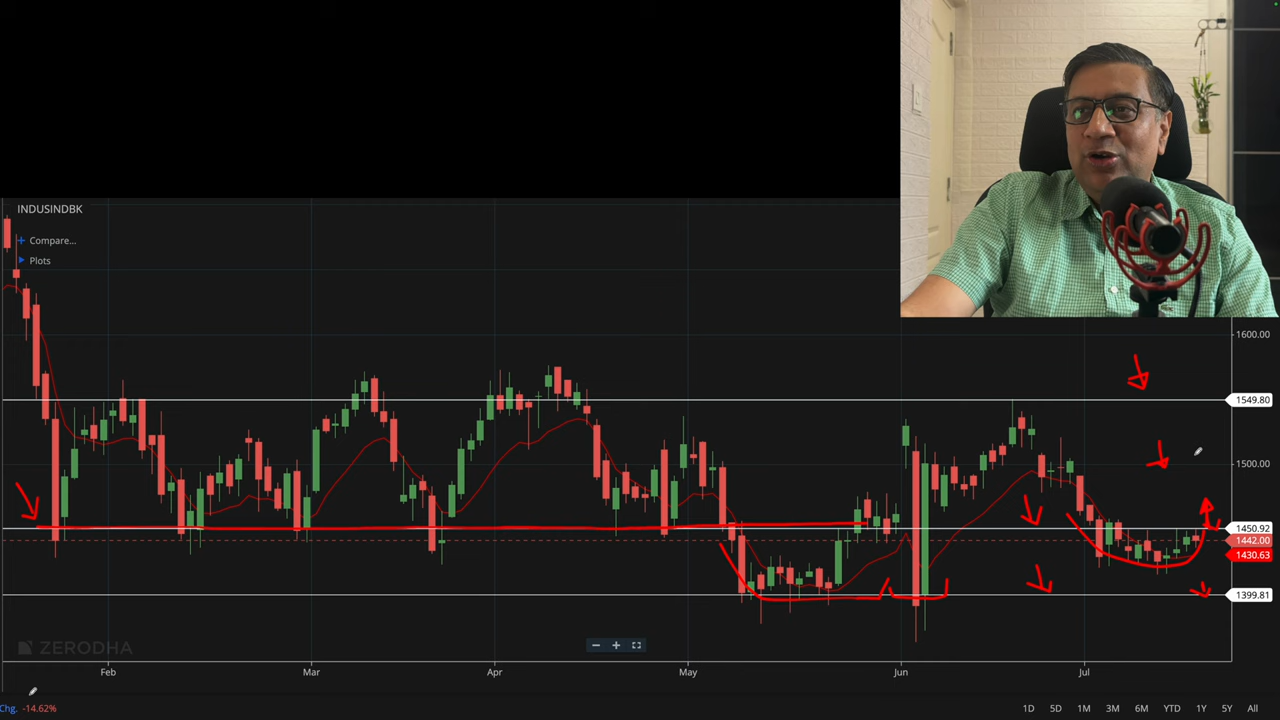 INDUSINDBK
Compare...
Plots
1600.00
1549.80
1500.00
1450.92
1442.00
1430.63
1399.81
ZERODHA
Feb Mar Apr May Jun Jul
Chg. -14.62%
1D 5D 1M 3M 6M YTD 1Y 5Y All